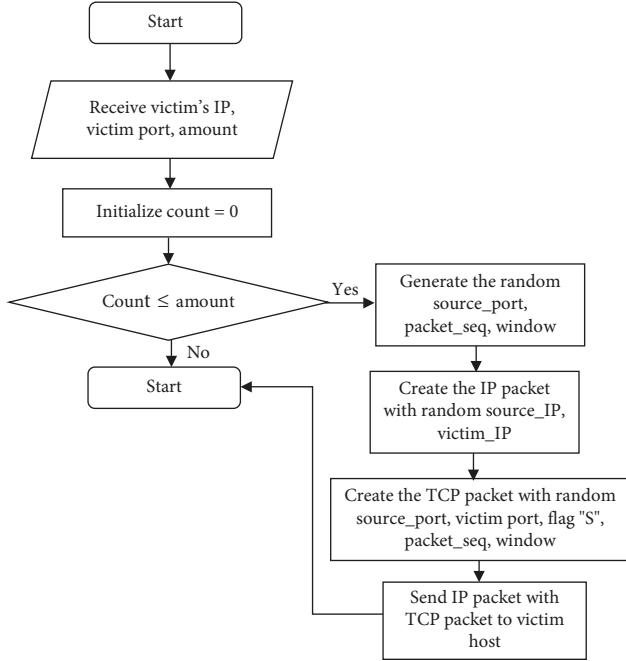 Start
Receive victim's IP,
victim port, amount
Initialize count = 0
Count ≤ amount
Yes
No
Start
Generate the random
source_port,
packet_seq, window
Create the IP packet
with random source_IP,
victim_IP
Create the TCP packet with random
source_port, victim port, flag "S",
packet_seq, window
Send IP packet with
TCP packet to victim
host